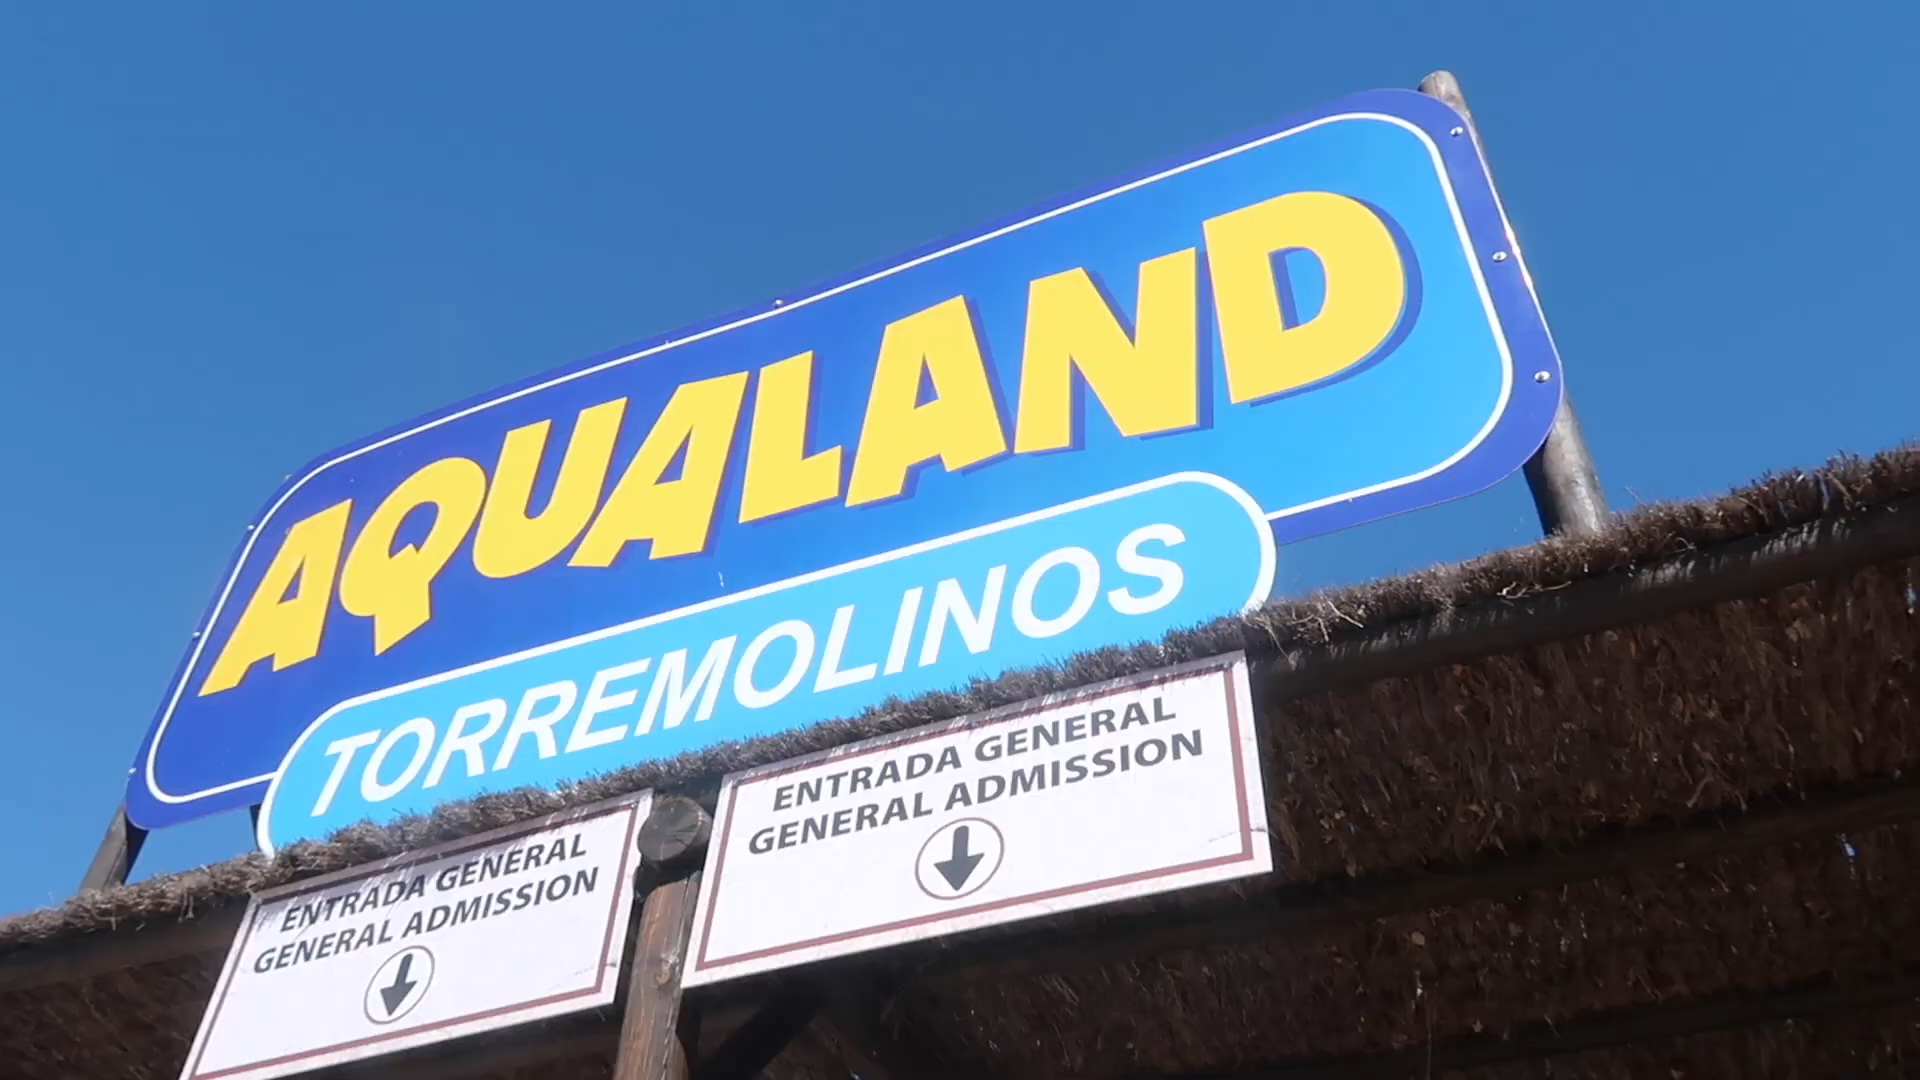 AQUALAND
TORREMOLINOS
ENTRADA GENERAL
GENERAL ADMISSION
ENTRADA GENERAL
GENERAL ADMISSION